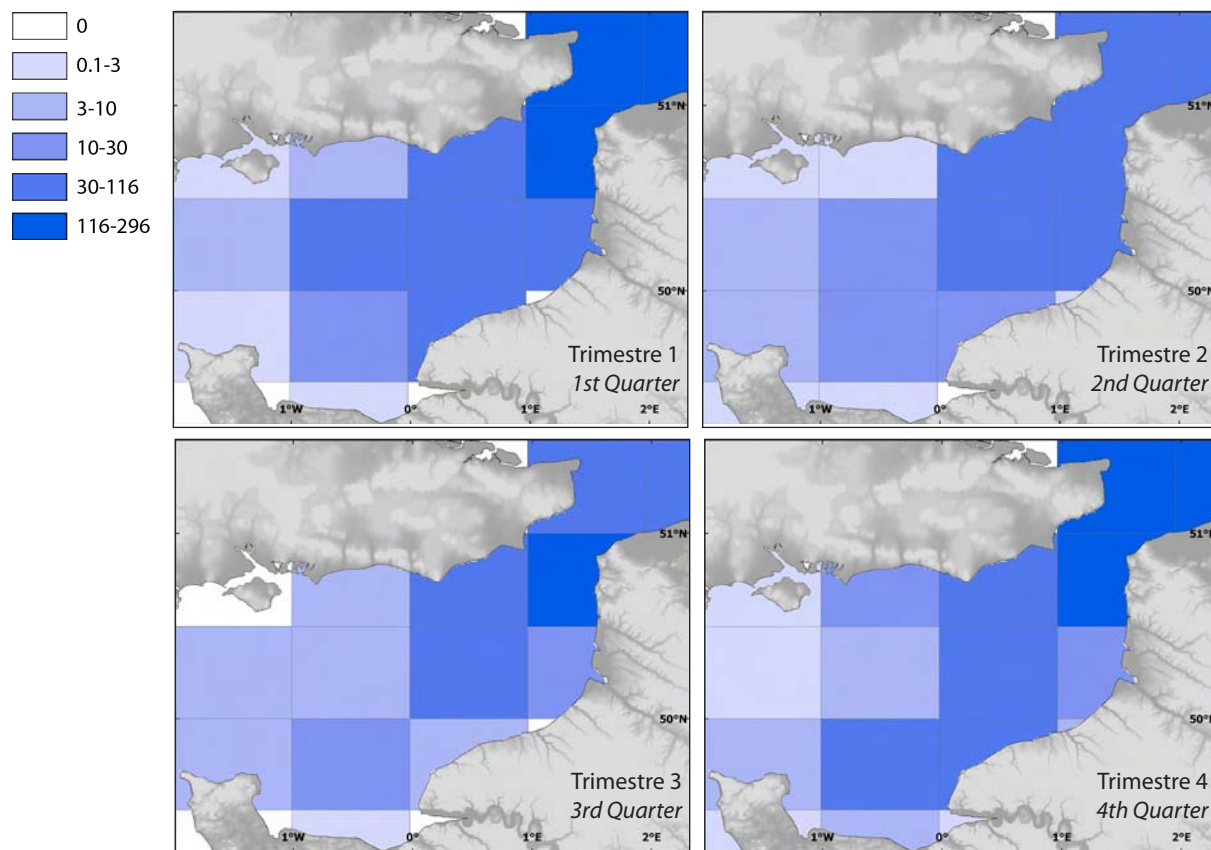 0
0.1-3
3-10
10-30
30-116
116-296
51°N
50°N
Trimestre 1
1st Quarter
1°W
0°
1°E
2°E
51°N
50°N
Trimestre 2
2nd Quarter
1°W
0°
1°E
2°E
51°N
50°N
Trimestre 3
3rd Quarter
1°W
0°
1°E
2°E
51°N
50°N
Trimestre 4
4th Quarter
1°W
0°
1°E
2°E